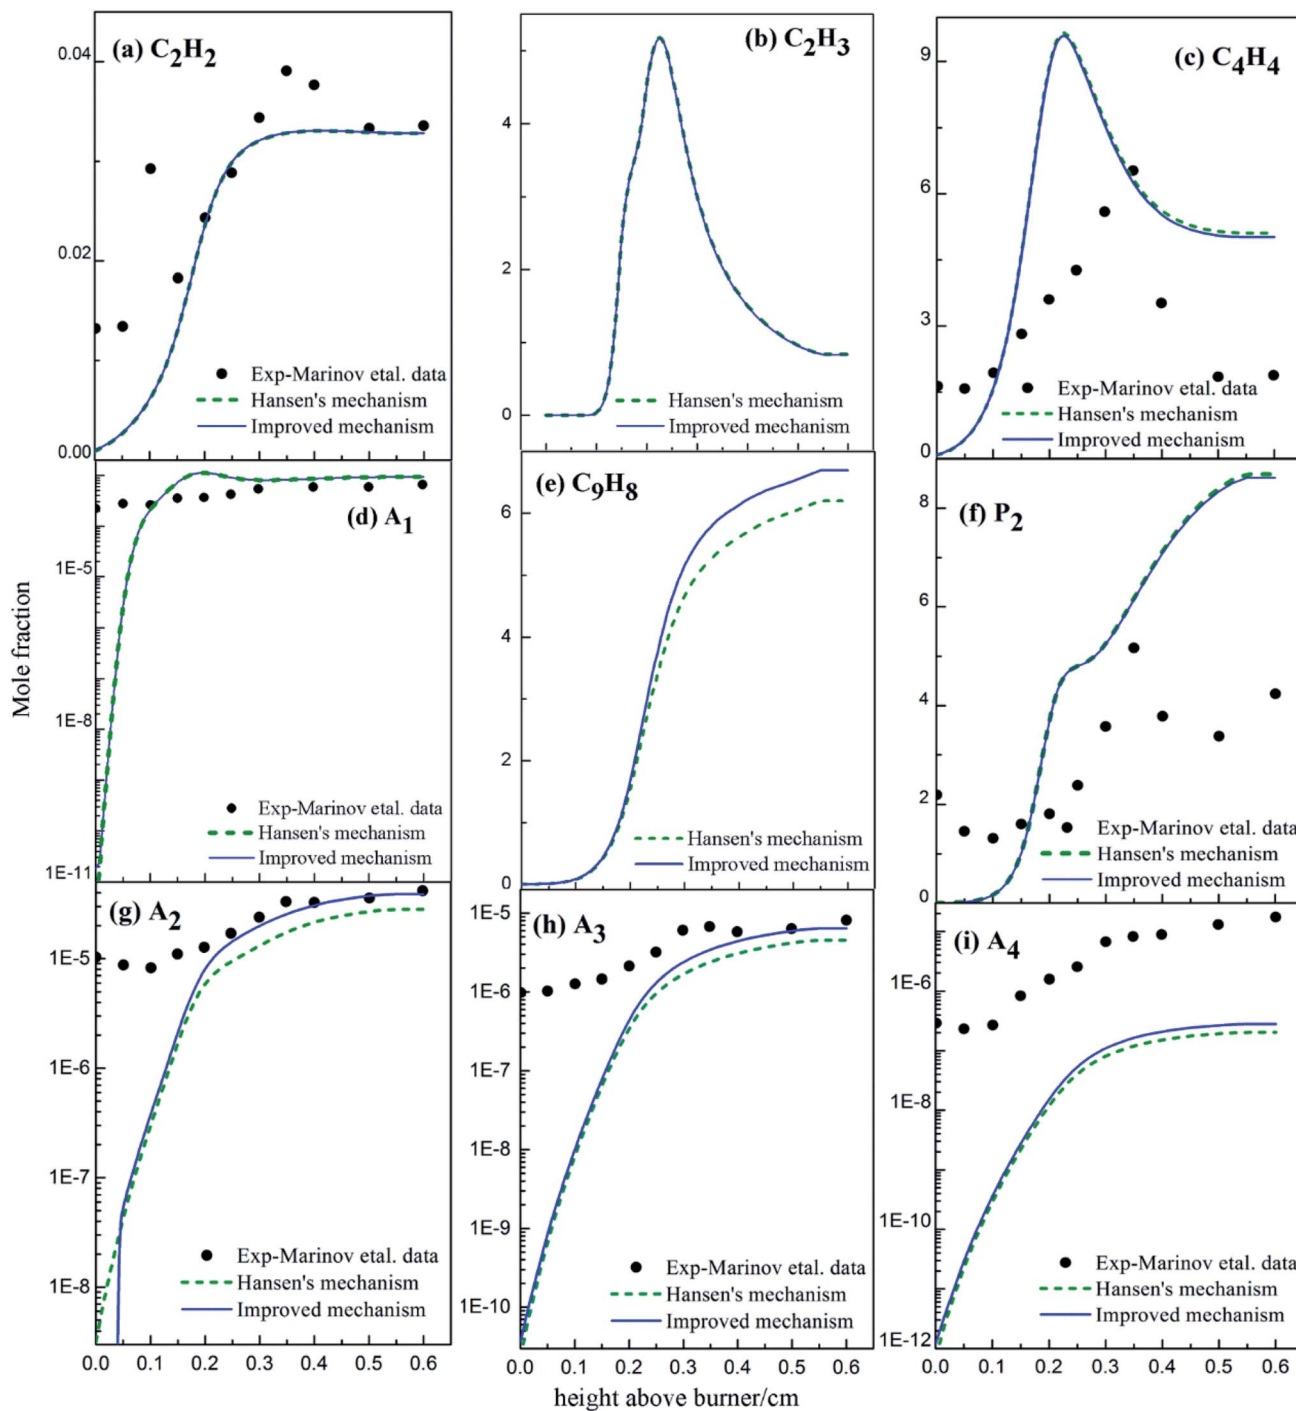 (a) C2H2
0.04
0.02
0.00
Exp-Marinov etal. data
Hansen's mechanism
Improved mechanism
(b) C2H3
4
2
0
Hansen's mechanism
Improved mechanism
(c) C4H4
9
6
3
0
Exp-Marinov etal. data
Hansen's mechanism
Improved mechanism
Mole fraction
(d) A1
1E-5
1E-8
1E-11
Exp-Marinov etal. data
Hansen's mechanism
Improved mechanism
(e) C9H8
6
4
2
0
Hansen's mechanism
Improved mechanism
(f) P2
8
6
4
2
0
Exp-Marinov etal. data
Hansen's mechanism
Improved mechanism
(g) A2
1E-5
1E-6
1E-7
1E-8
Exp-Marinov etal. data
Hansen's mechanism
Improved mechanism
0.0 0.1 0.2 0.3 0.4 0.5 0.6
(h) A3
1E-5
1E-6
1E-7
1E-8
1E-9
1E-10
Exp-Marinov etal. data
Hansen's mechanism
Improved mechanism
0.0 0.1 0.2 0.3 0.4 0.5 0.6
(i) A4
1E-6
1E-8
1E-10
1E-12
Exp-Marinov etal. data
Hansen's mechanism
Improved mechanism
0.0 0.1 0.2 0.3 0.4 0.5 0.6
height above burner/cm